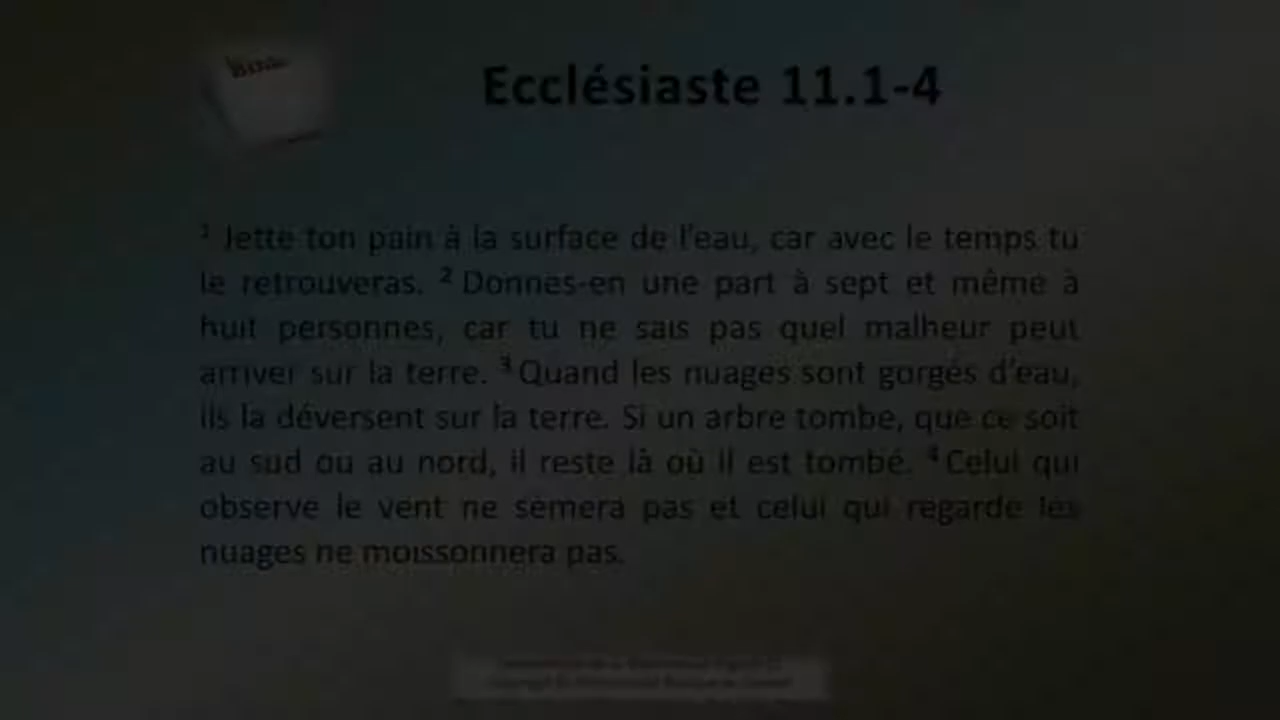 Ecclésiaste 11.1-4
¹ Jette ton pain à la surface de l’eau, car avec le temps tu
le retrouveras. ² Donnes-en une part à sept et même à
huit personnes, car tu ne sais pas quel malheur peut
arriver sur la terre. ³ Quand les nuages sont gorgés d’eau,
ils la déversent sur la terre. Si un arbre tombe, que ce soit
au sud ou au nord, il reste là où il est tombé. ⁴ Celui qui
observe le vent ne sèmera pas et celui qui regarde les
nuages ne moissonnera pas.